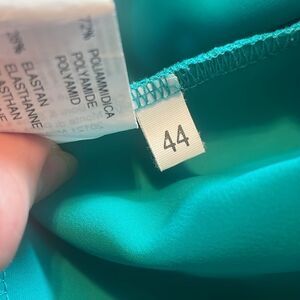 72% POLIAMMIDICA
POLYAMIDE
POLYAMID
28% ELASTAN
ELASTHANNE
ELASTHAN
44